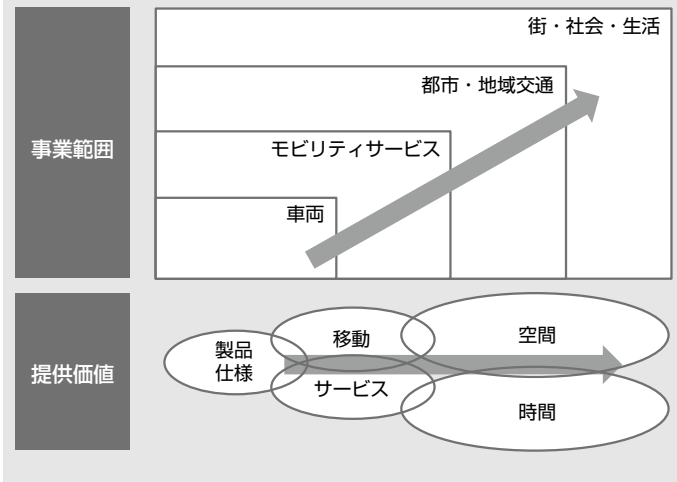 事業範囲
街・社会・生活
都市・地域交通
モビリティサービス
車両
提供価値
製品
仕様
移動
サービス
空間
時間